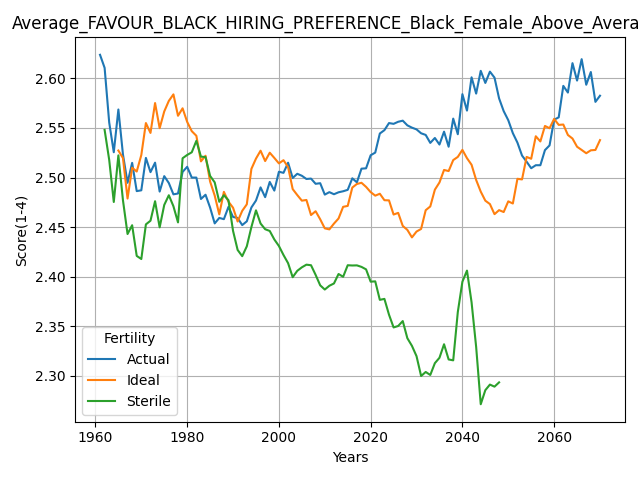 Average_FAVOUR_BLACK_HIRING_PREFERENCE_Black_Female_Above_Avera
2.60
2.55
2.50
2.45
2.40
2.35
2.30
Score(1-4)
Fertility
Actual
Ideal
Sterile
1960 1980 2000 2020 2040 2060
Years